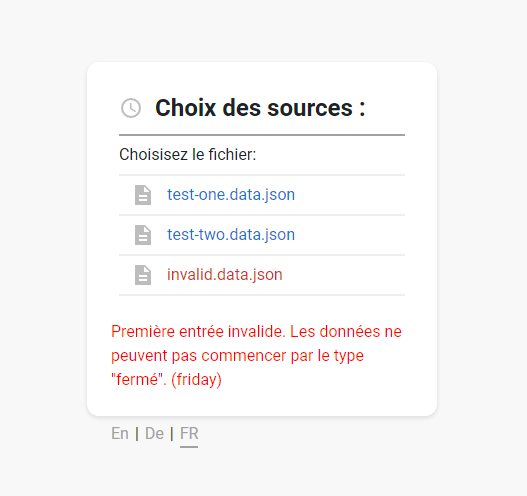 Choix des sources :
Choisisez le fichier:
test-one.data.json
test-two.data.json
invalid.data.json
Première entrée invalide. Les données ne
peuvent pas commencer par le type
"fermé". (friday)
En | De | FR